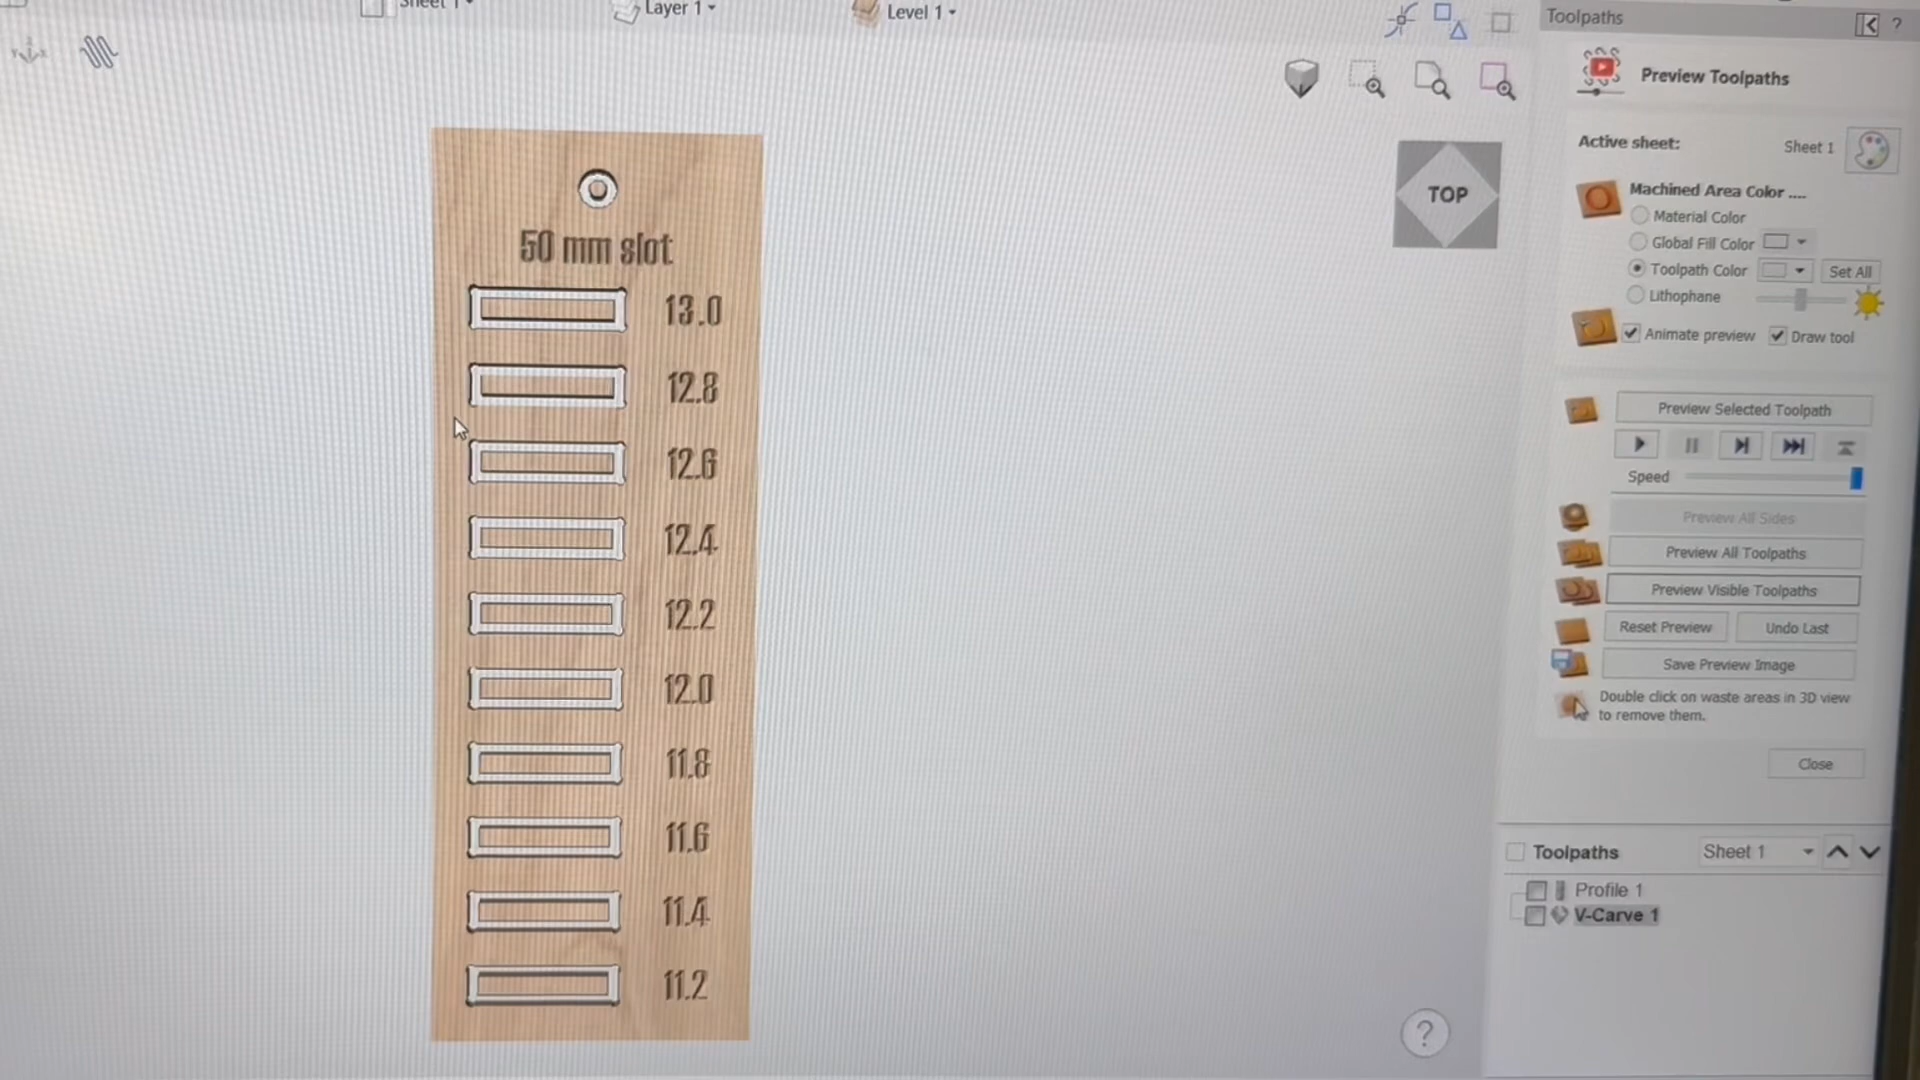 Sheet 1
Layer 1
Level 1
Toolpaths
?
Preview Toolpaths
Active sheet:
Sheet 1
Machined Area Color ....
Material Color
Global Fill Color
Toolpath Color
Set All
Lithophane
Animate preview
Draw tool
Preview Selected Toolpath
Speed
Preview All Sides
Preview All Toolpaths
Preview Visible Toolpaths
Reset Preview
Undo Last
Save Preview Image
Double click on waste areas in 3D view
to remove them.
Close
Toolpaths
Sheet 1
Profile 1
V-Carve 1
TOP
50 mm slot
13.0
12.8
12.6
12.4
12.2
12.0
11.8
11.6
11.4
11.2
?